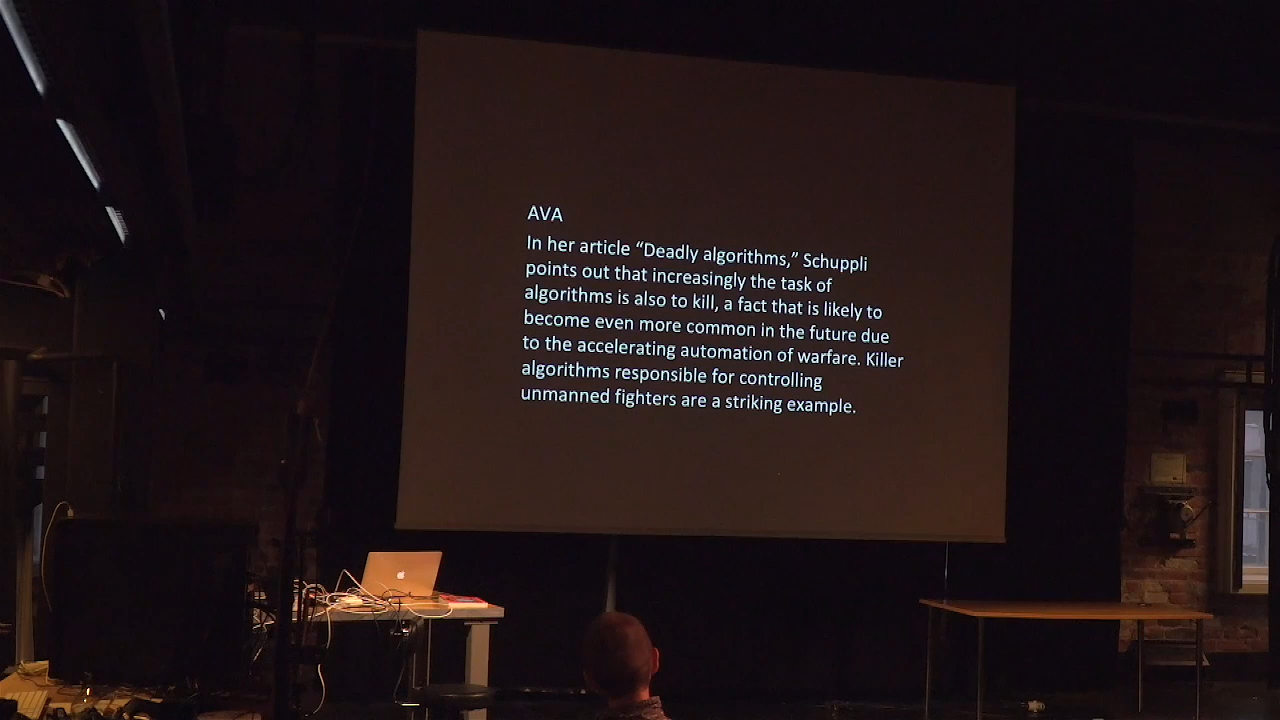 AVA
In her article “Deadly algorithms,” Schuppli
points out that increasingly the task of
algorithms is also to kill, a fact that is likely to
become even more common in the future due
to the accelerating automation of warfare. Killer
algorithms responsible for controlling
unmanned fighters are a striking example.